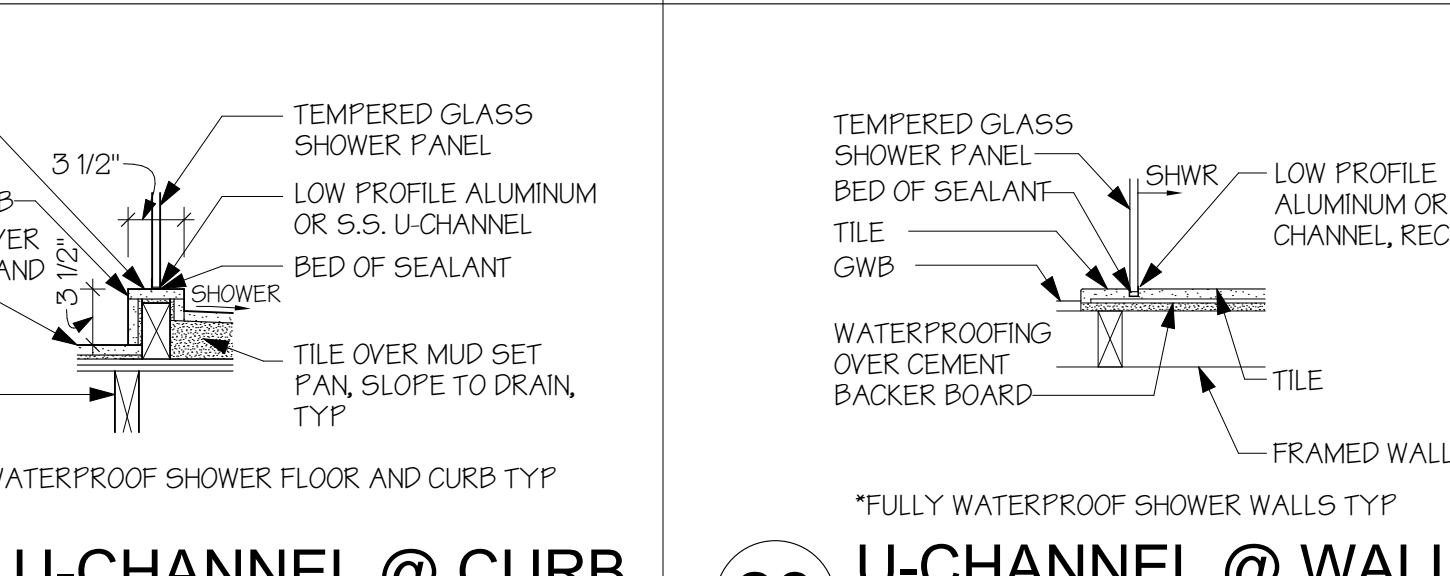 TEMPERED GLASS
SHOWER PANEL
3 1/2"
LOW PROFILE ALUMINUM
OR S.S. U-CHANNEL
AND
3 1/2"
BED OF SEALANT
SHOWER
TILE OVER MUD SET
PAN, SLOPE TO DRAIN,
TYP
WATERPROOF SHOWER FLOOR AND CURB TYP
U-CHANNEL @ CURB
TEMPERED GLASS
SHOWER PANEL
BED OF SEALANT
TILE
GWB
WATERPROOFING
OVER CEMENT
BACKER BOARD
SHWR
LOW PROFILE
ALUMINUM OR
CHANNEL, REC
TILE
FRAMED WALL
*FULLY WATERPROOF SHOWER WALLS TYP
U-CHANNEL @ WALL